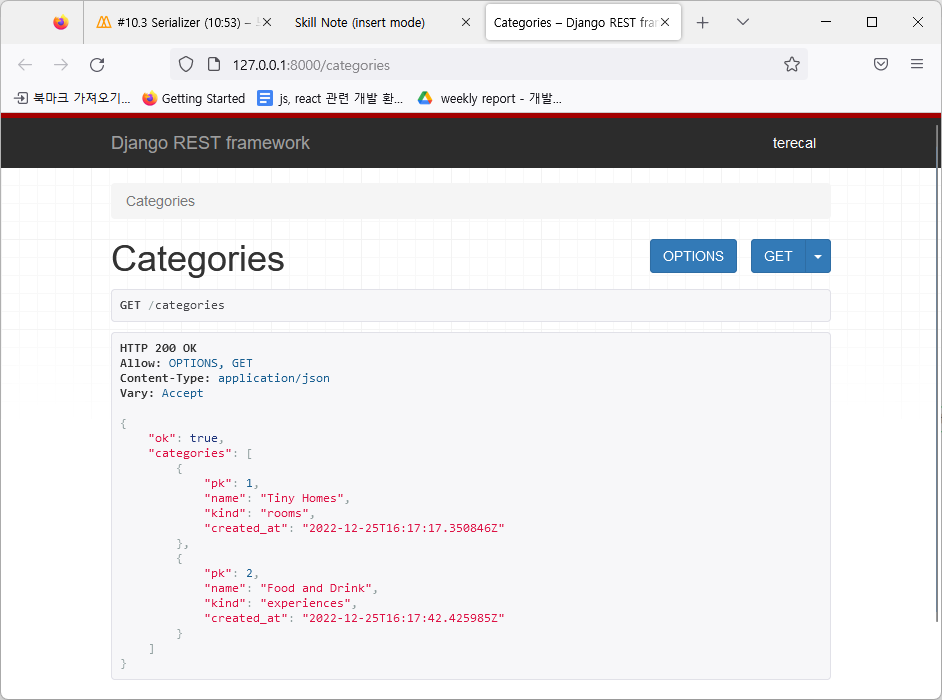 #10.3 Serializer (10:53) –
Skill Note (insert mode)
Categories – Django REST fra
127.0.0.1:8000/categories
북마크 가져오기...
Getting Started
js, react 관련 개발 환...
weekly report - 개발...
Django REST framework
terecal
Categories
Categories
OPTIONS
GET
GET /categories
HTTP 200 OK
Allow: OPTIONS, GET
Content-Type: application/json
Vary: Accept
{
    "ok": true,
    "categories": [
        {
            "pk": 1,
            "name": "Tiny Homes",
            "kind": "rooms",
            "created_at": "2022-12-25T16:17:17.350846Z"
        },
        {
            "pk": 2,
            "name": "Food and Drink",
            "kind": "experiences",
            "created_at": "2022-12-25T16:17:42.425985Z"
        }
    ]
}